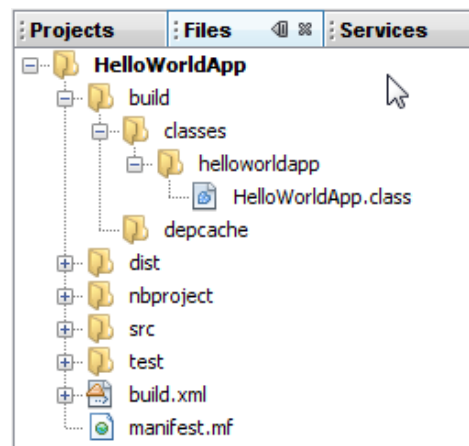 Projects Files Services
HelloWorldApp
build
classes
helloworldapp
HelloWorldApp.class
depcache
dist
nbproject
src
test
build.xml
manifest.mf